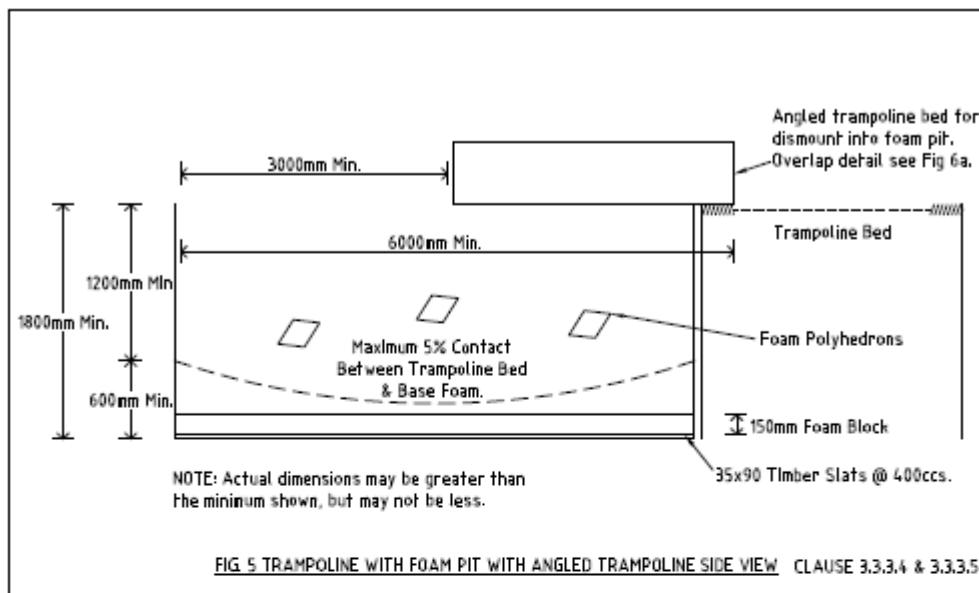 Angled trampoline bed for
dismount into foam pit.
Overlap detail see Fig 6a.
3000mm Min.
Trampoline Bed
6000mm Min.
1200mm Min
1800mm Min.
Foam Polyhedrons
Maximum 5% Contact
Between Trampoline Bed
& Base Foam.
600mm Min.
150mm Foam Block
35x90 Timber Slats @ 400ccs.
NOTE: Actual dimensions may be greater than
the minimum shown, but may not be less.
FIG 5 TRAMPOLINE WITH FOAM PIT WITH ANGLED TRAMPOLINE SIDE VIEW CLAUSE 3.3.3.4 & 3.3.3.5